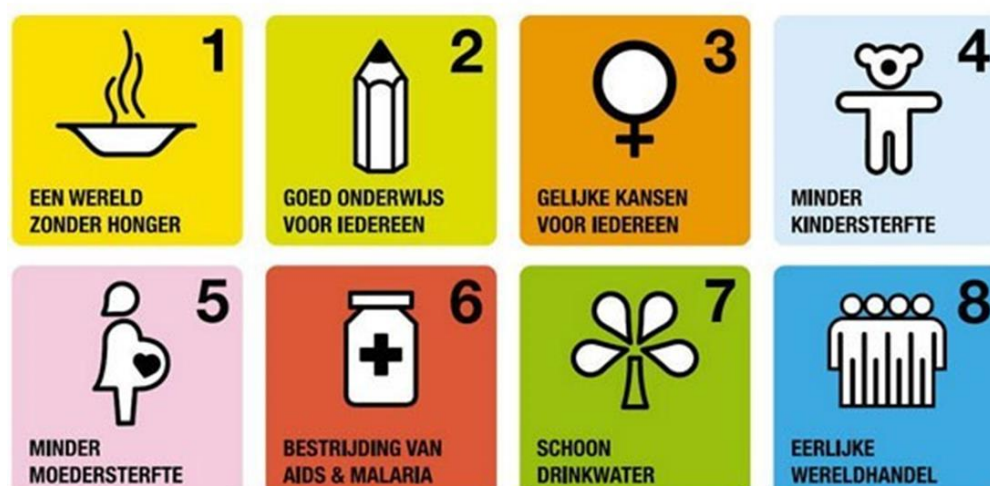 1
EEN WERELD
ZONDER HONGER
2
GOED ONDERWIJS
VOOR IEDEREEN
3
GELIJKE KANSEN
VOOR IEDEREEN
4
MINDER
KINDERSTERFTE
5
MINDER
MOEDERSTERFTE
6
BESTRIJDING VAN
AIDS & MALARIA
7
SCHOON
DRINKWATER
8
EERLIJKE
WERELDHANDEL